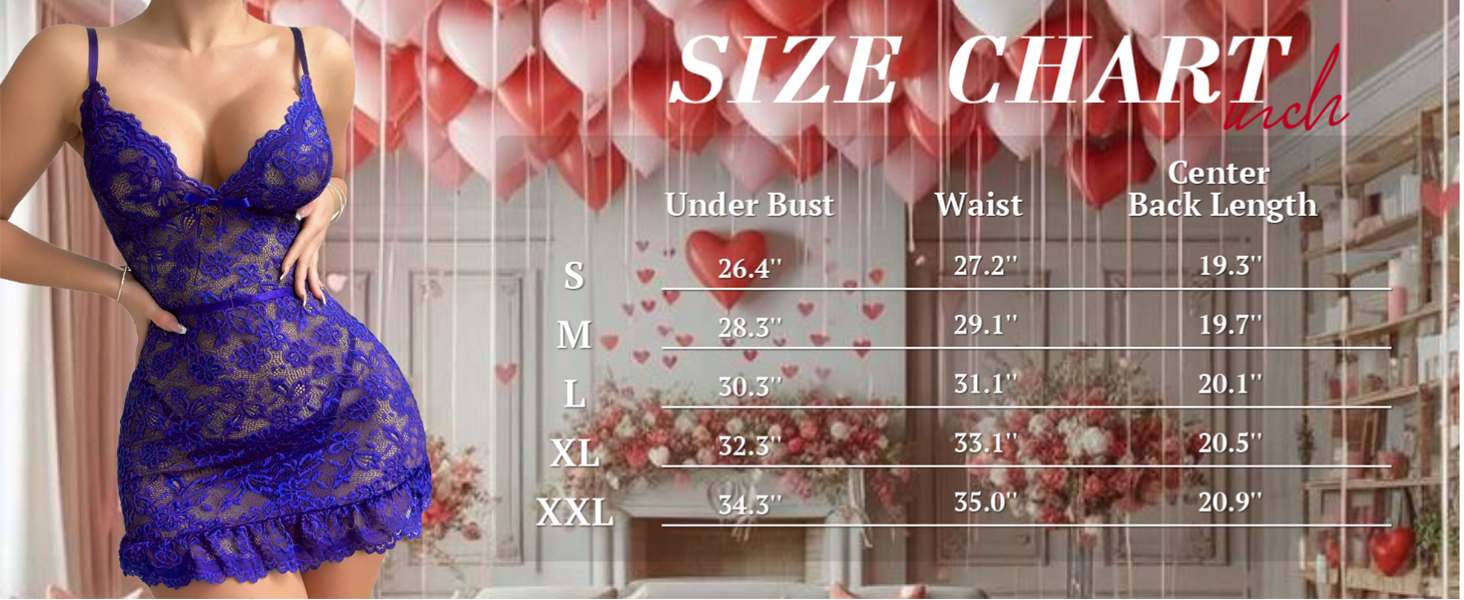 SIZE CHART
inch
Center
Under Bust Waist Back Length
S 26.4'' 27.2'' 19.3''
M 28.3'' 29.1'' 19.7''
L 30.3'' 31.1'' 20.1''
XL 32.3'' 33.1'' 20.5''
XXL 34.3'' 35.0'' 20.9''